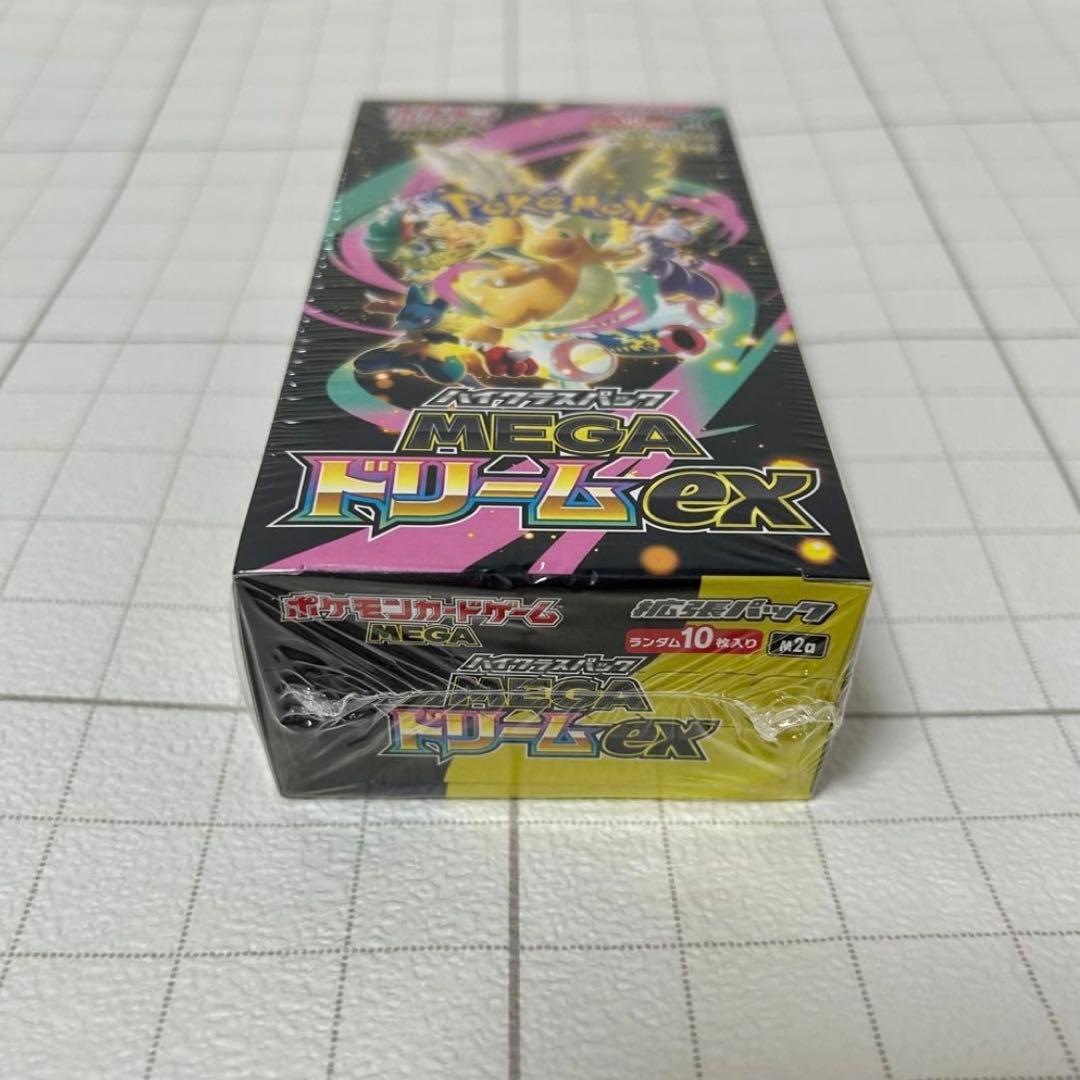 POKÉMON
ハイクラスパック
MEGA
ドリームex
ポケモンカードゲーム
MEGA
拡張パック
ランダム10枚入り
M2a
ハイクラスパック
MEGA
ドリームex